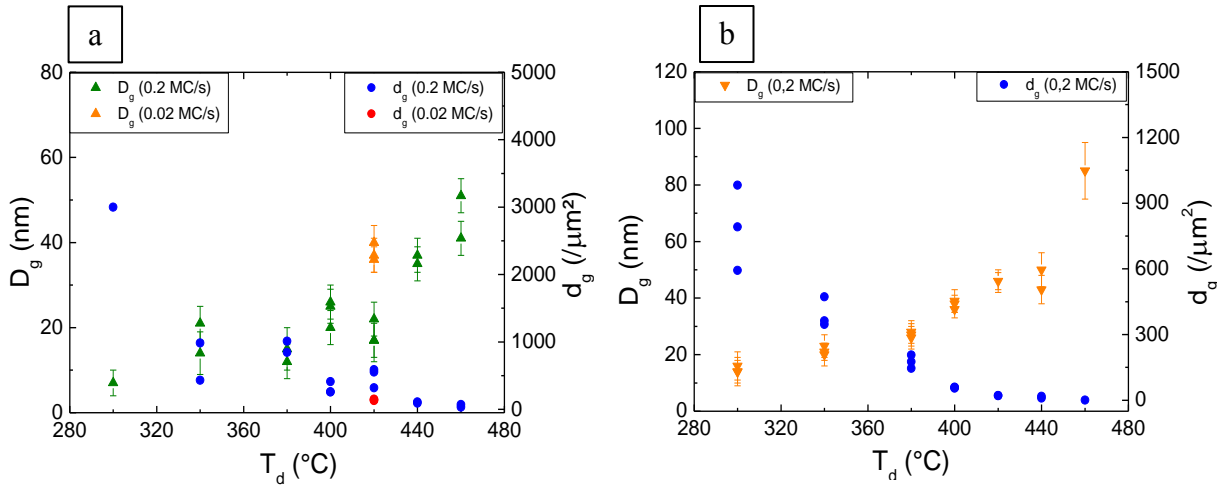 a
b
D_g (0.2 MC/s)
D_g (0.02 MC/s)
d_g (0.2 MC/s)
d_g (0.02 MC/s)
80
60
40
20
0
D_g (nm)
5000
4000
3000
2000
1000
0
d_g (/µm²)
280 320 360 400 440 480
T_d (°C)
D_g (0,2 MC/s)
d_g (0,2 MC/s)
120
100
80
60
40
20
0
D_g (nm)
1500
1200
900
600
300
0
d_g (/µm²)
280 320 360 400 440 480
T_d (°C)